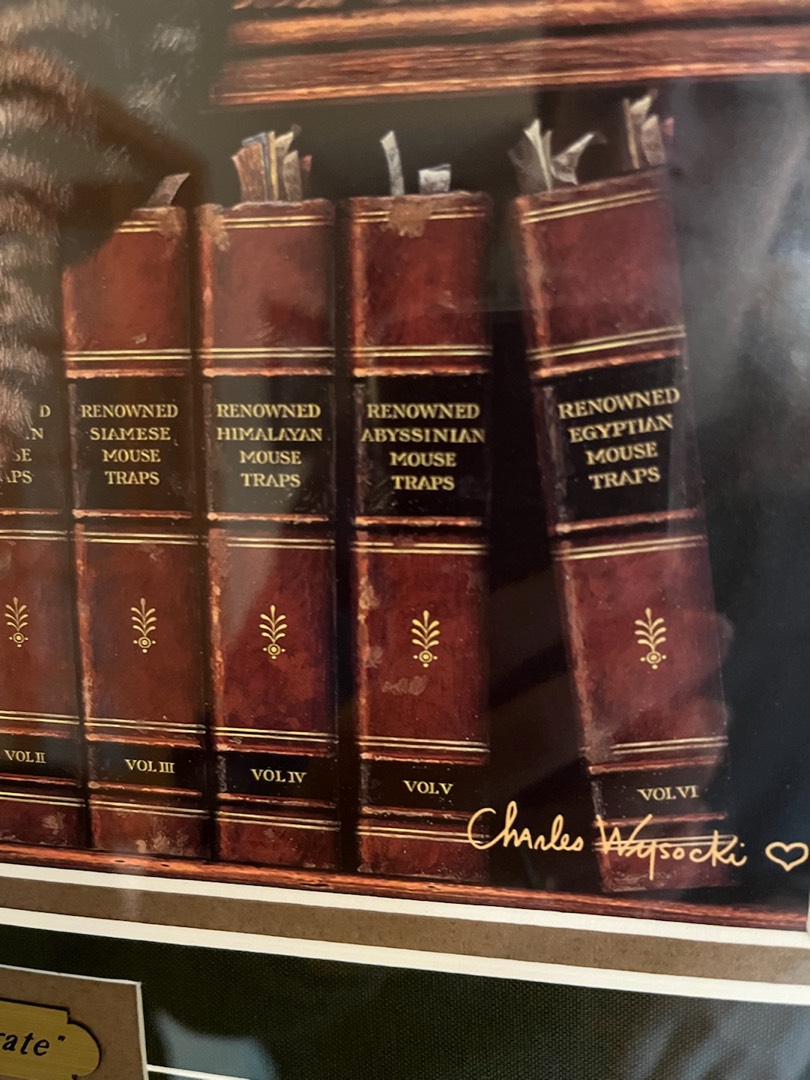 RENOWNED
SIAMESE
MOUSE
TRAPS
VOL III
RENOWNED
HIMALAYAN
MOUSE
TRAPS
VOL IV
RENOWNED
ABYSSINIAN
MOUSE
TRAPS
VOL V
RENOWNED
EGYPTIAN
MOUSE
TRAPS
VOL VI
VOL II
Charles Wysocki